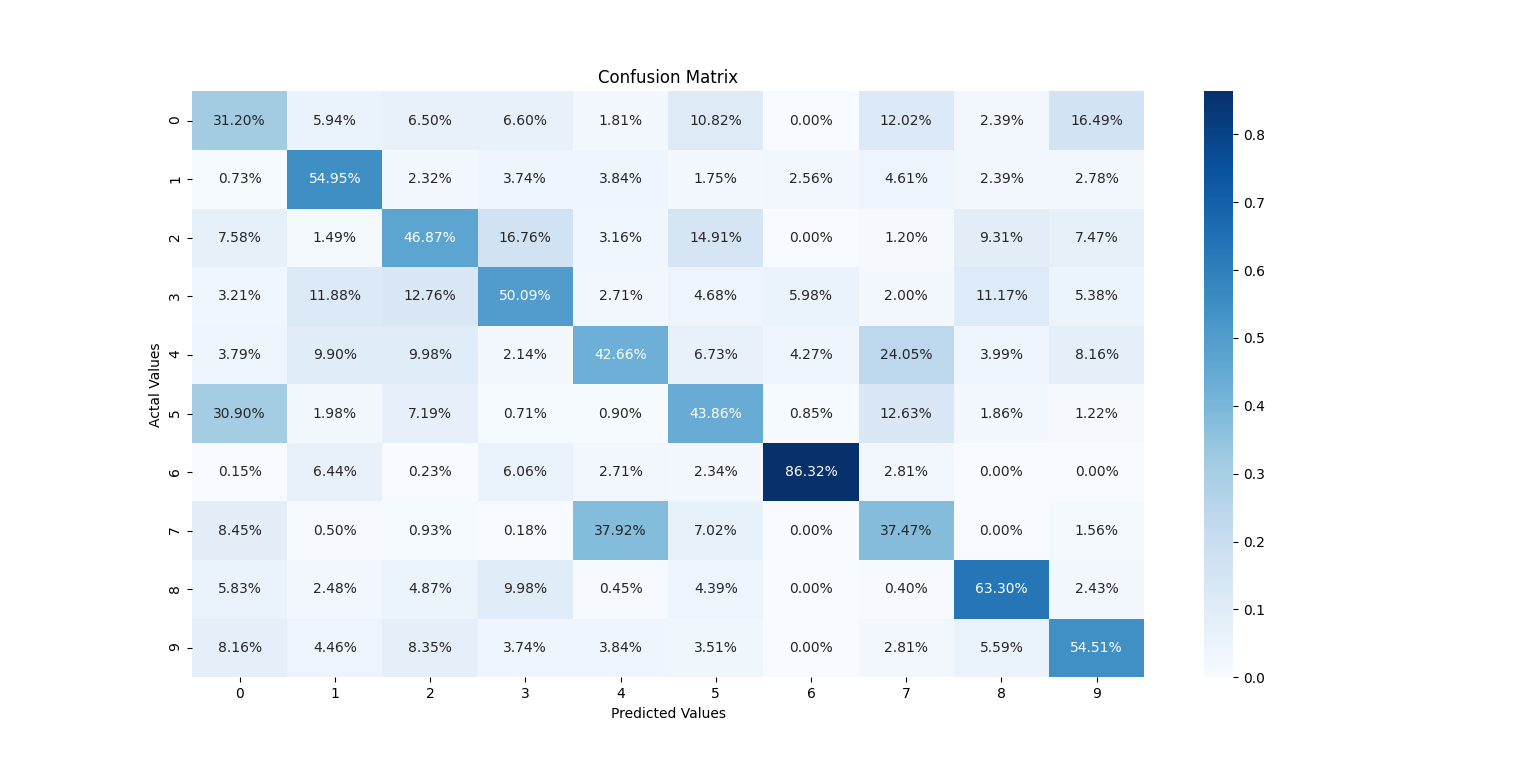 Confusion Matrix
0 31.20% 5.94% 6.50% 6.60% 1.81% 10.82% 0.00% 12.02% 2.39% 16.49%
1 0.73% 54.95% 2.32% 3.74% 3.84% 1.75% 2.56% 4.61% 2.39% 2.78%
2 7.58% 1.49% 46.87% 16.76% 3.16% 14.91% 0.00% 1.20% 9.31% 7.47%
3 3.21% 11.88% 12.76% 50.09% 2.71% 4.68% 5.98% 2.00% 11.17% 5.38%
4 3.79% 9.90% 9.98% 2.14% 42.66% 6.73% 4.27% 24.05% 3.99% 8.16%
5 30.90% 1.98% 7.19% 0.71% 0.90% 43.86% 0.85% 12.63% 1.86% 1.22%
6 0.15% 6.44% 0.23% 6.06% 2.71% 2.34% 86.32% 2.81% 0.00% 0.00%
7 8.45% 0.50% 0.93% 0.18% 37.92% 7.02% 0.00% 37.47% 0.00% 1.56%
8 5.83% 2.48% 4.87% 9.98% 0.45% 4.39% 0.00% 0.40% 63.30% 2.43%
9 8.16% 4.46% 8.35% 3.74% 3.84% 3.51% 0.00% 2.81% 5.59% 54.51%
0 1 2 3 4 5 6 7 8 9
Predicted Values
Actal Values
0.8
0.7
0.6
0.5
0.4
0.3
0.2
0.1
0.0